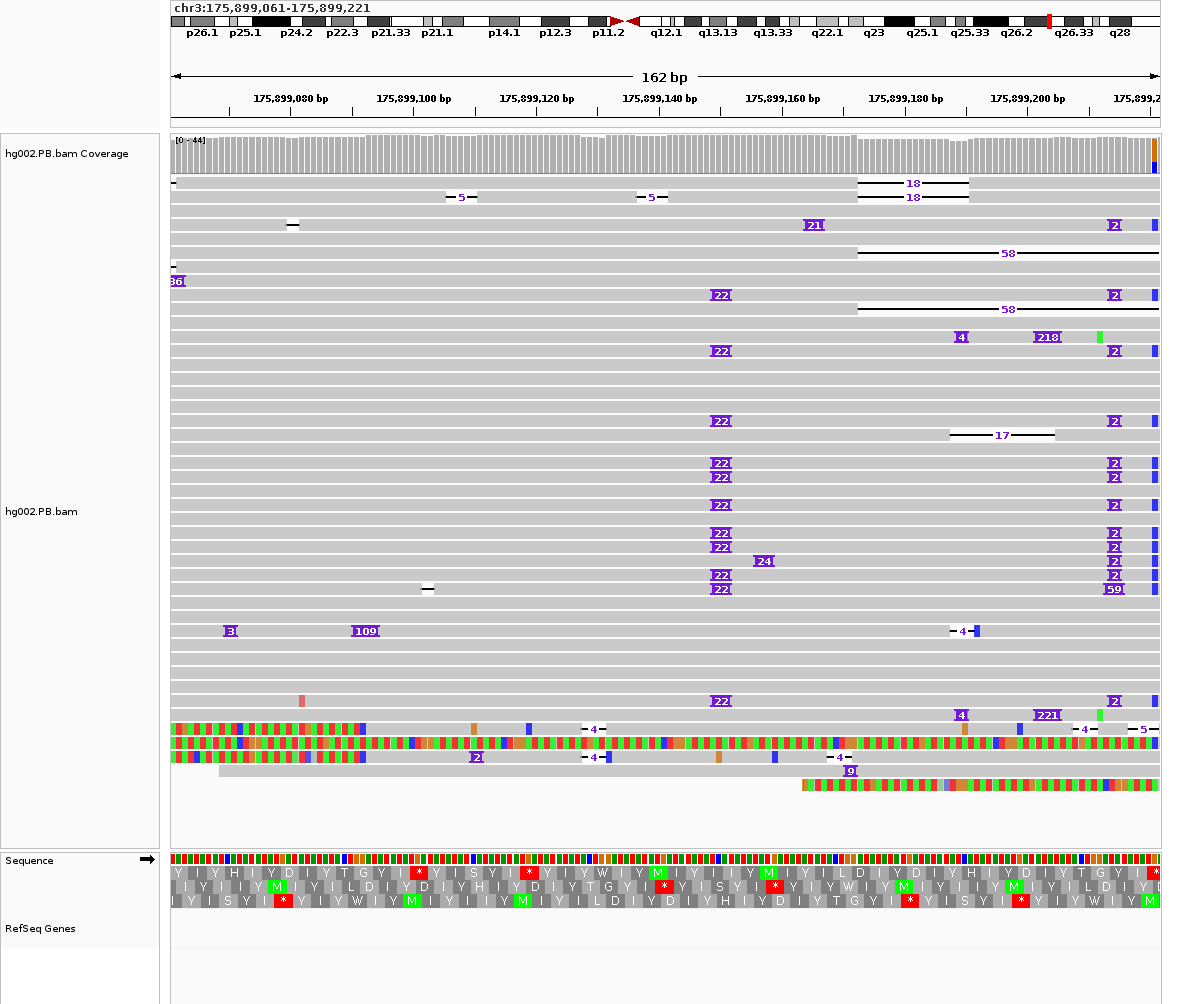 chr3:175,899,061-175,899,221
p26.1 p25.1 p24.2 p22.3 p21.33 p21.1 p14.1 p12.3 p11.2 q12.1 q13.13 q13.33 q22.1 q23 q25.1 q25.33 q26.2 q26.33 q28
162 bp
175,899,080 bp 175,899,100 bp 175,899,120 bp 175,899,140 bp 175,899,160 bp 175,899,180 bp 175,899,200 bp 175,899,2
[0 - 44]
hg002.PB.bam Coverage
18
5 5 18
21 2
58
36
22 2
58
4 218
22 2
22 2
17
22 2
22 2
22 2
hg002.PB.bam
22 2
22 2
24 2
22 2
22 59
3 109 4
22 2
4 221
4 4 5
2 4 4
9
Sequence
Y I Y H I Y D I Y T G Y I * Y I S Y I * Y I Y W I Y M I Y I I Y M I Y I L D I Y D I Y H I Y D I Y T G Y I *
I Y I I Y M I Y I L D I Y D I Y H I Y D I Y T G Y I * Y I S Y I * Y I Y W I Y M I Y I I Y M I Y I L D I Y D
I Y I S Y I * Y I Y W I Y M I Y I I Y M I Y I L D I Y D I Y H I Y D I Y T G Y I * Y I S Y I * Y I Y W I Y M
RefSeq Genes